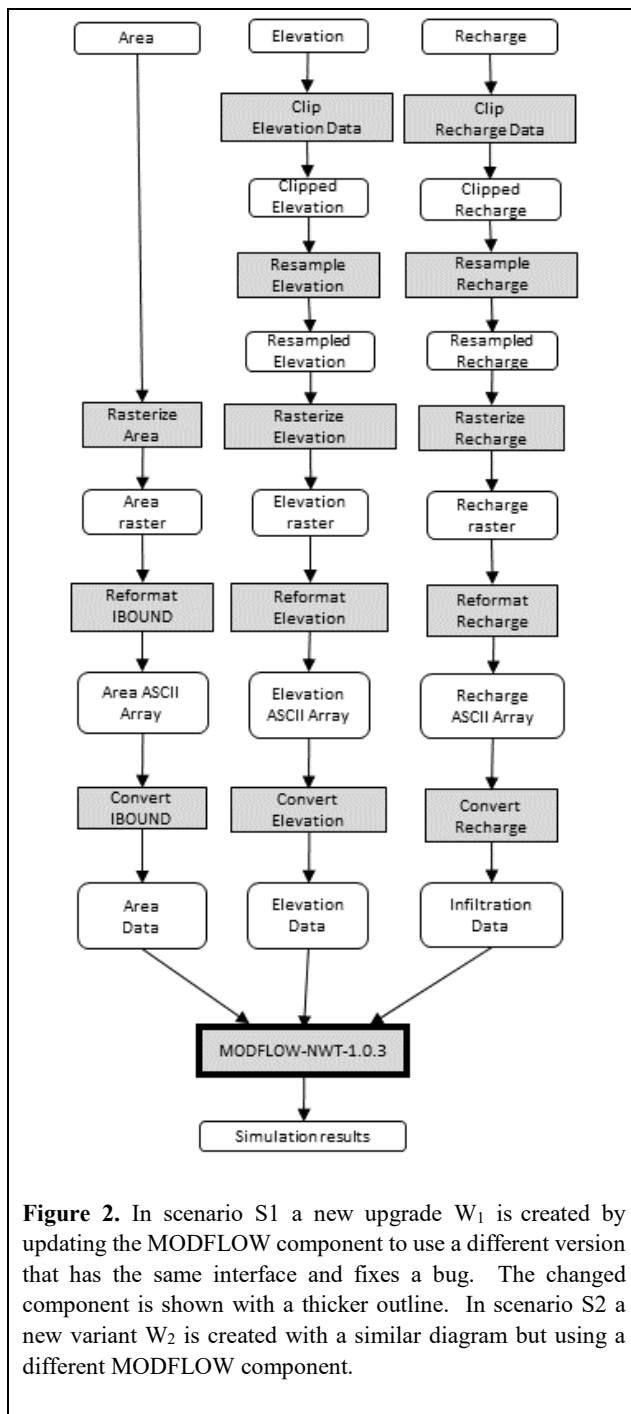 Area
Elevation
Recharge
Clip
Elevation Data
Clip
Recharge Data
Clipped
Elevation
Clipped
Recharge
Resample
Elevation
Resample
Recharge
Resampled
Elevation
Resampled
Recharge
Rasterize
Area
Rasterize
Elevation
Rasterize
Recharge
Area
raster
Elevation
raster
Recharge
raster
Reformat
IBOUND
Reformat
Elevation
Reformat
Recharge
Area ASCII
Array
Elevation
ASCII Array
Recharge
ASCII Array
Convert
IBOUND
Convert
Elevation
Convert
Recharge
Area
Data
Elevation
Data
Infiltration
Data
MODFLOW-NWT-1.0.3
Simulation results
Figure 2. In scenario S1 a new upgrade W₁ is created by
updating the MODFLOW component to use a different version
that has the same interface and fixes a bug. The changed
component is shown with a thicker outline. In scenario S2 a
new variant W₂ is created with a similar diagram but using a
different MODFLOW component.